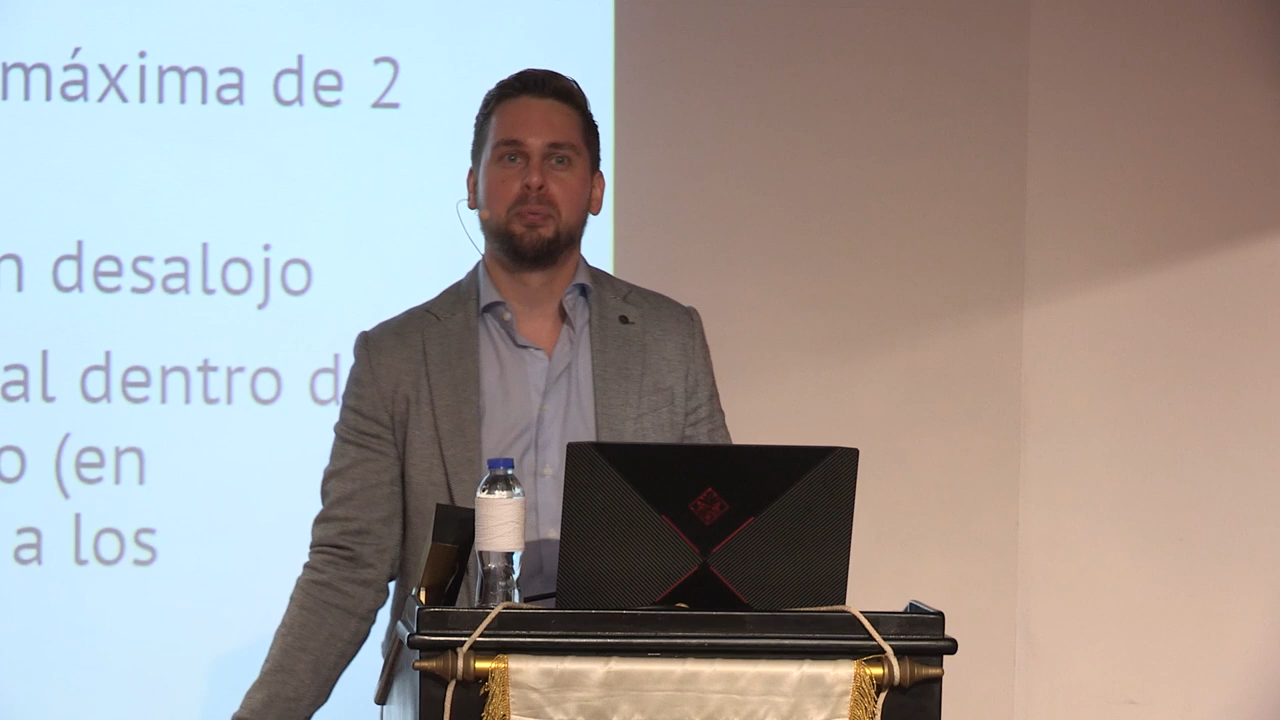 máxima de 2
n desalojo
al dentro d
o (en
a los